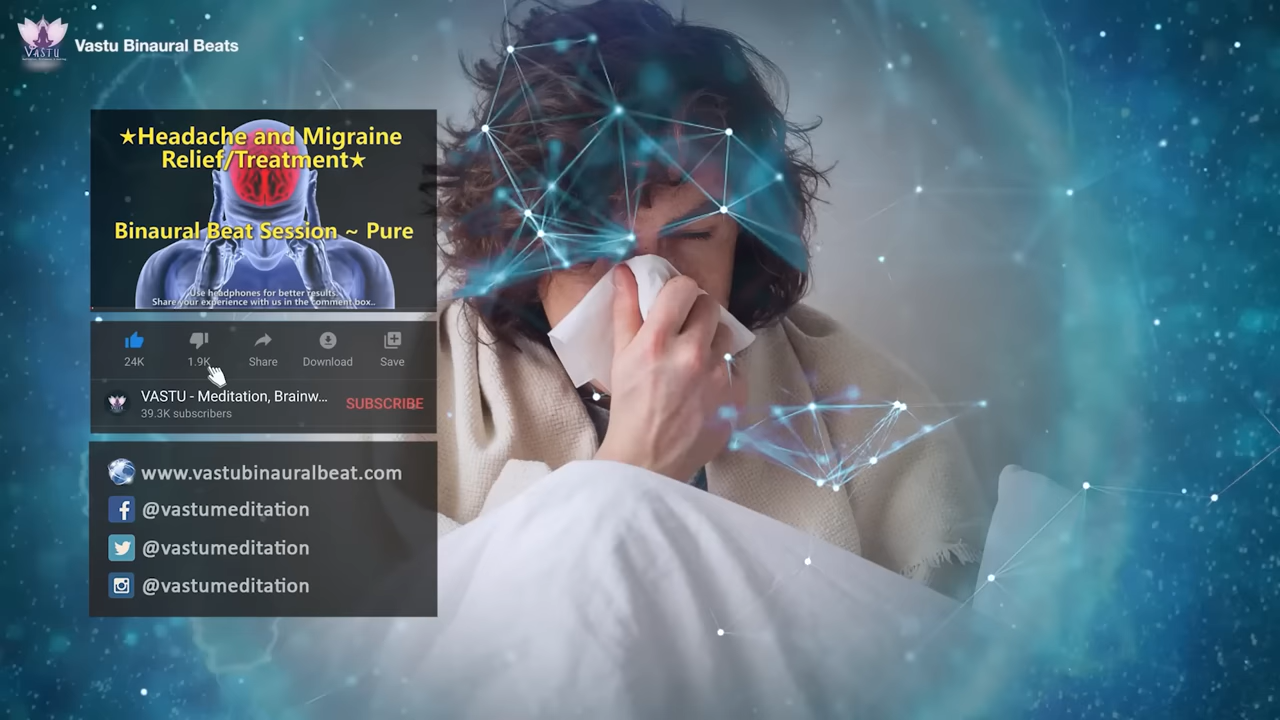 VASTU
Vastu Binaural Beats
★Headache and Migraine
Relief/Treatment★
Binaural Beat Session ~ Pure
Use headphones for better results.
Share your experience with us in the comment box..
24K
1.9K
Share
Download
Save
VASTU - Meditation, Brainw...
39.3K subscribers
SUBSCRIBE
www.vastubinauralbeat.com
@vastumeditation
@vastumeditation
@vastumeditation